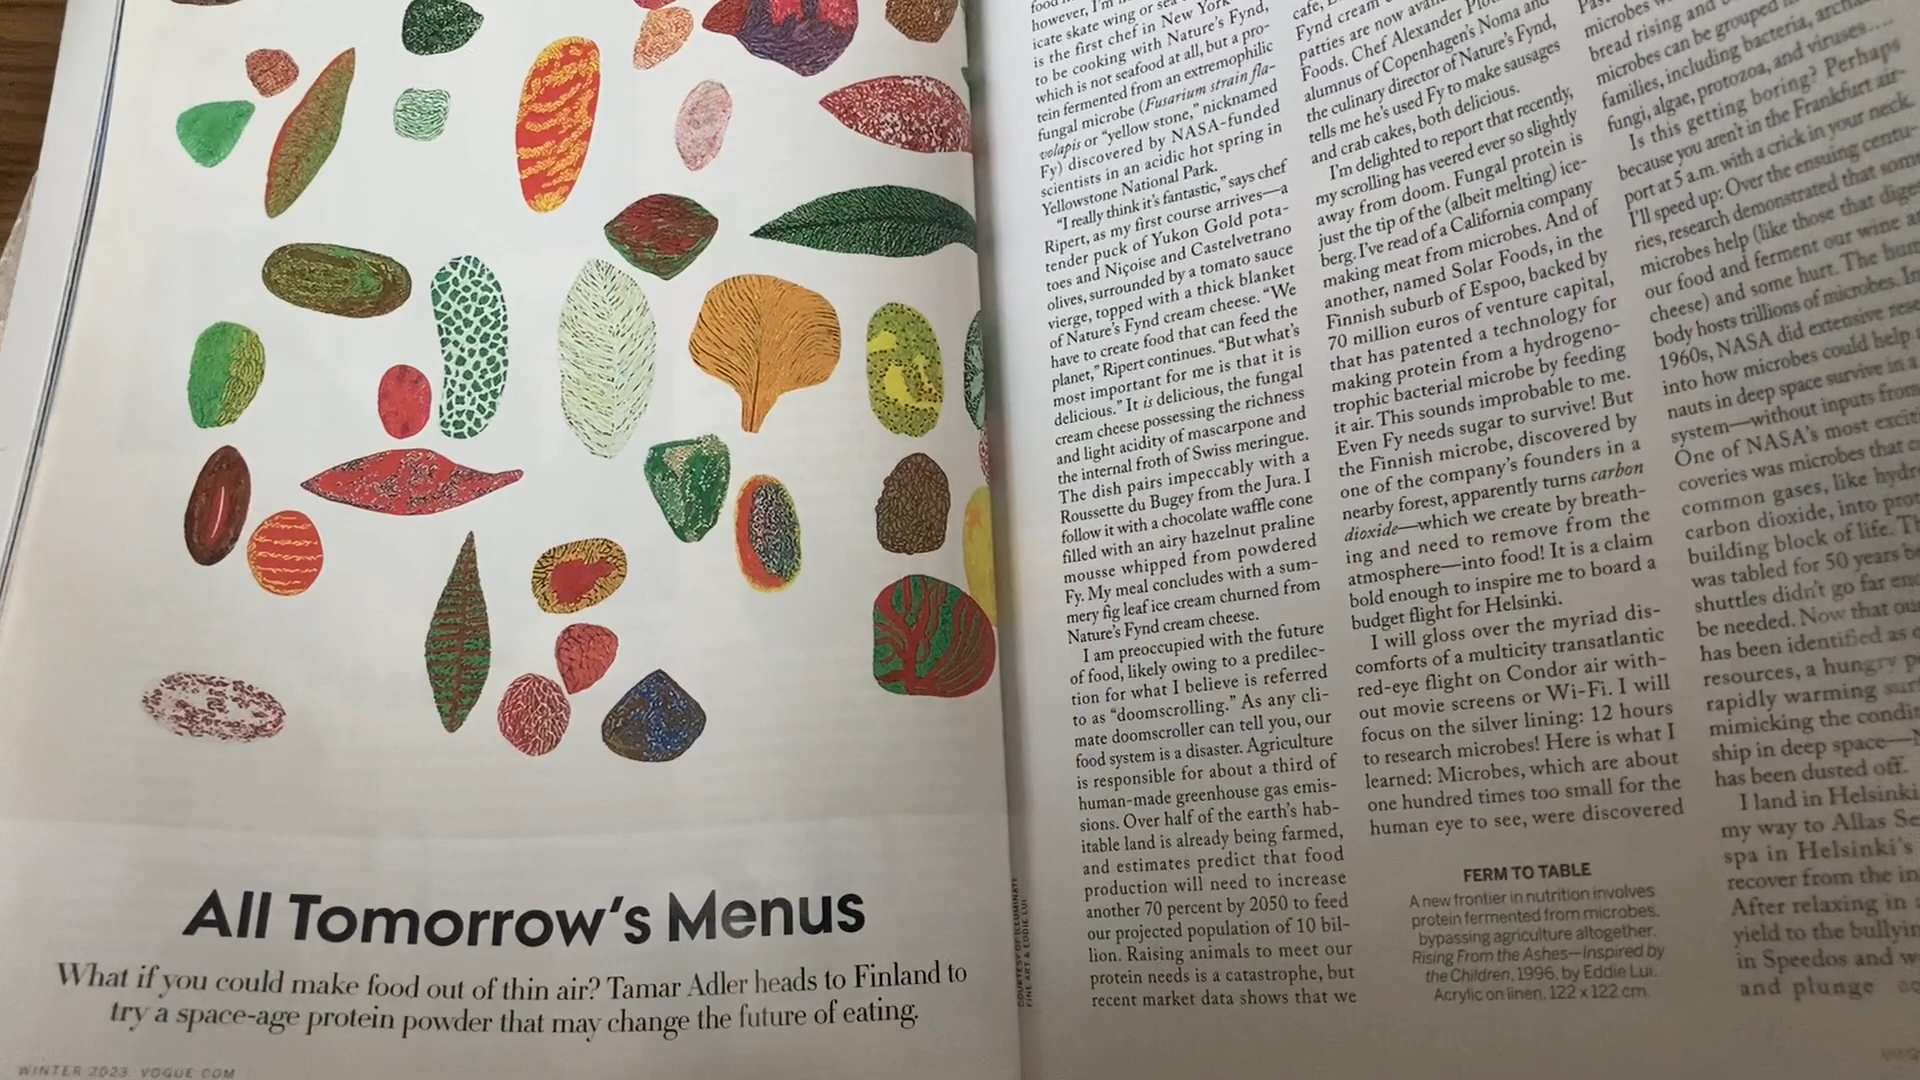 All Tomorrow's Menus
What if you could make food out of thin air? Tamar Adler heads to Finland to
try a space-age protein powder that may change the future of eating.
WINTER 2023 VOGUE.COM
COURTESY OF ILLUMINATE
FINE ART & EDDIE LUI
however, I'm
icate skate wing or sea
is the first chef in New York
to be cooking with Nature's Fynd,
which is not seafood at all, but a pro-
tein fermented from an extremophilic
fungal microbe (Fusarium strain fla-
volapis or "yellow stone," nicknamed
Fy) discovered by NASA-funded
scientists in an acidic hot spring in
Yellowstone National Park.
"I really think it's fantastic," says chef
Ripert, as my first course arrives—a
tender puck of Yukon Gold pota-
toes and Niçoise and Castelvetrano
olives, surrounded by a tomato sauce
vierge, topped with a thick blanket
of Nature's Fynd cream cheese. "We
have to create food that can feed the
planet," Ripert continues. "But what's
most important for me is that it is
delicious." It is delicious, the fungal
cream cheese possessing the richness
and light acidity of mascarpone and
the internal froth of Swiss meringue.
The dish pairs impeccably with a
Roussette du Bugey from the Jura. I
follow it with a chocolate waffle cone
filled with an airy hazelnut praline
mousse whipped from powdered
Fy. My meal concludes with a sum-
mery fig leaf ice cream churned from
Nature's Fynd cream cheese.
I am preoccupied with the future
of food, likely owing to a predilec-
tion for what I believe is referred
to as "doomscrolling." As any cli-
mate doomscroller can tell you, our
food system is a disaster. Agriculture
is responsible for about a third of
human-made greenhouse gas emis-
sions. Over half of the earth's hab-
itable land is already being farmed,
and estimates predict that food
production will need to increase
another 70 percent by 2050 to feed
our projected population of 10 bil-
lion. Raising animals to meet our
protein needs is a catastrophe, but
recent market data shows that we
cafe,
Fynd cream
patties are now
Foods. Chef Alexander
alumnus of Copenhagen's Noma and
the culinary director of Nature's Fynd,
tells me he's used Fy to make sausages
and crab cakes, both delicious.
I'm delighted to report that recently,
my scrolling has veered ever so slightly
away from doom. Fungal protein is
just the tip of the (albeit melting) ice-
berg. I've read of a California company
making meat from microbes. And of
another, named Solar Foods, in the
Finnish suburb of Espoo, backed by
70 million euros of venture capital,
that has patented a technology for
making protein from a hydrogeno-
trophic bacterial microbe by feeding
it air. This sounds improbable to me.
Even Fy needs sugar to survive! But
the Finnish microbe, discovered by
one of the company's founders in a
nearby forest, apparently turns carbon
dioxide—which we create by breath-
ing and need to remove from the
atmosphere—into food! It is a claim
bold enough to inspire me to board a
budget flight for Helsinki.
I will gloss over the myriad dis-
comforts of a multicity transatlantic
red-eye flight on Condor air with-
out movie screens or Wi-Fi. I will
focus on the silver lining: 12 hours
to research microbes! Here is what I
learned: Microbes, which are about
one hundred times too small for the
human eye to see, were discovered
FERM TO TABLE
A new frontier in nutrition involves
protein fermented from microbes,
bypassing agriculture altogether.
Rising From the Ashes—Inspired by
the Children, 1996, by Eddie Lui.
Acrylic on linen, 122 x 122 cm.
microbes
bread rising and
microbes can be grouped
families, including bacteria,
fungi, algae, protozoa, and viruses....
Is this getting boring? Perhaps
because you aren't in the Frankfurt air-
port at 5 a.m. with a crick in your neck.
I'll speed up: Over the ensuing centu-
ries, research demonstrated that some
microbes help (like those that
our food and ferment our wine
cheese) and some hurt. The
body hosts trillions of microbes.
1960s, NASA did extensive
into how microbes could help
nauts in deep space survive in a
system—without inputs from
One of NASA's most
coveries was microbes that
common gases, like
carbon dioxide, into
building block of life.
was tabled for 50 years
shuttles didn't go far
be needed. Now that
has been identified as
resources, a hungry
rapidly warming
mimicking the
ship in deep space—
has been dusted off.
I land in Helsinki
my way to Allas
spa in Helsinki's
recover from the
After relaxing in
yield to the
in Speedos and
and plunge